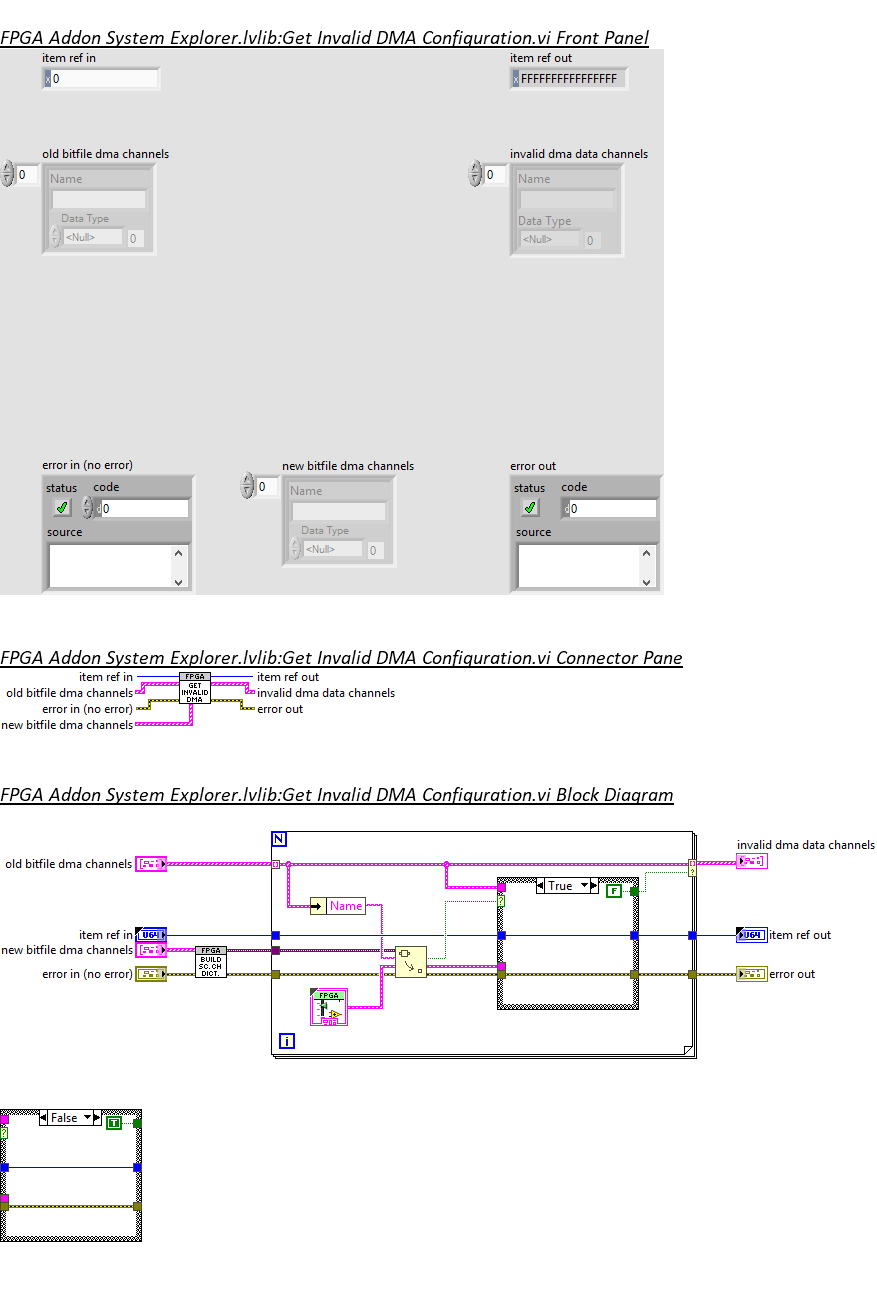 FPGA Addon System Explorer.lvlib:Get Invalid DMA Configuration.vi Front Panel
item ref in
item ref out
x 0
x FFFFFFFFFFFFFFFF
old bitfile dma channels
invalid dma data channels
0
Name
Data Type
<Null>
0
0
Name
Data Type
<Null>
0
error in (no error)
new bitfile dma channels
error out
status code
d 0
source
0
Name
Data Type
<Null>
0
status code
d 0
source
FPGA Addon System Explorer.lvlib:Get Invalid DMA Configuration.vi Connector Pane
item ref in
FPGA
item ref out
old bitfile dma channels
GET
INVALID
DMA
invalid dma data channels
error in (no error)
error out
new bitfile dma channels
FPGA Addon System Explorer.lvlib:Get Invalid DMA Configuration.vi Block Diagram
N
invalid dma data channels
old bitfile dma channels
True
F
Name
item ref in
U64
U64
item ref out
new bitfile dma channels
FPGA
BUILD
SC.CH
DICT.
error in (no error)
error out
FPGA
i
False
T